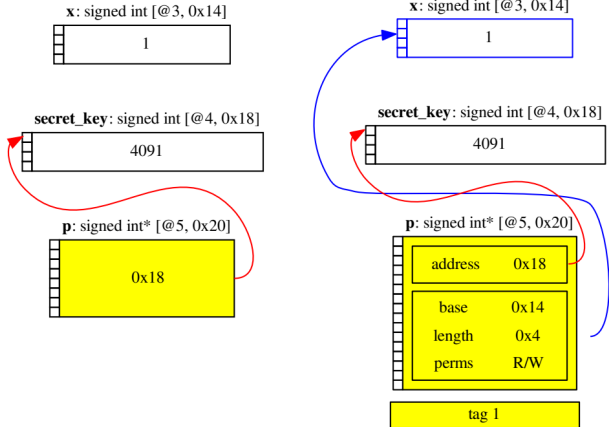 x: signed int [@3, 0x14]
1
secret_key: signed int [@4, 0x18]
4091
p: signed int* [@5, 0x20]
0x18
x: signed int [@3, 0x14]
1
secret_key: signed int [@4, 0x18]
4091
p: signed int* [@5, 0x20]
address 0x18
base 0x14
length 0x4
perms R/W
tag 1